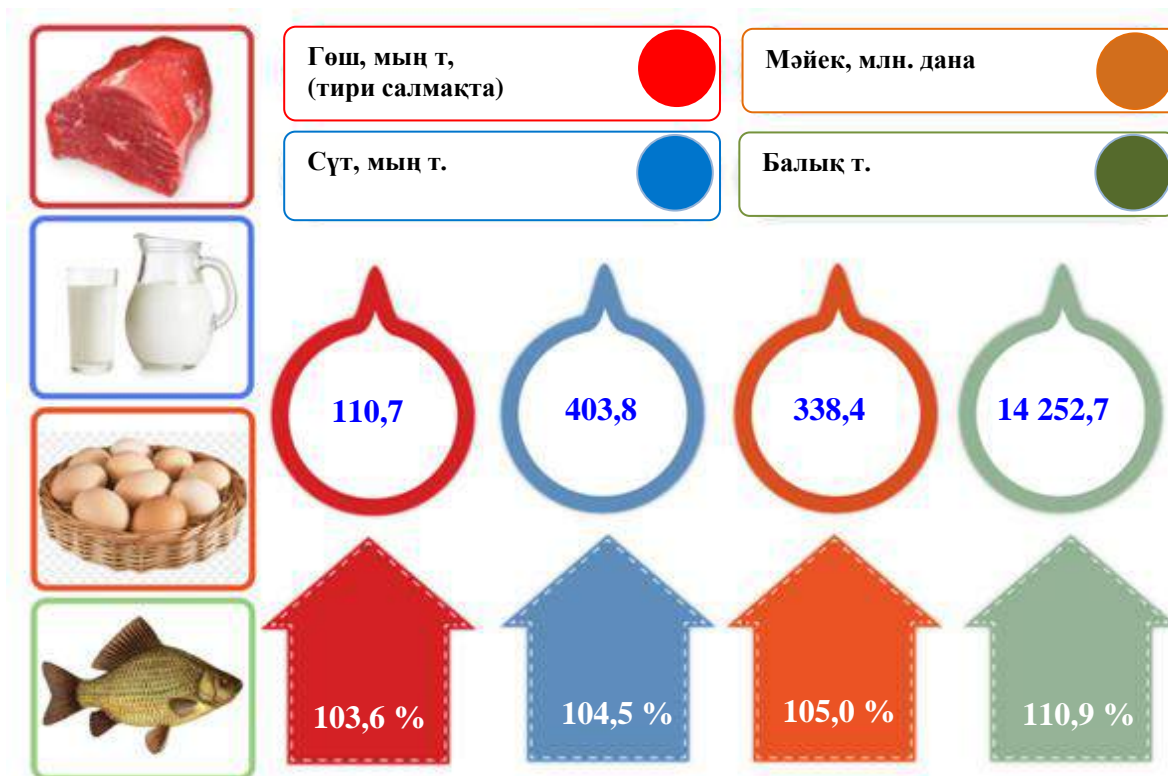 Гөш, мың т,
(тири салмақта)
Мәйек, млн. дана
Сүт, мың т.
Балық т.
110,7
403,8
338,4
14 252,7
103,6 %
104,5 %
105,0 %
110,9 %